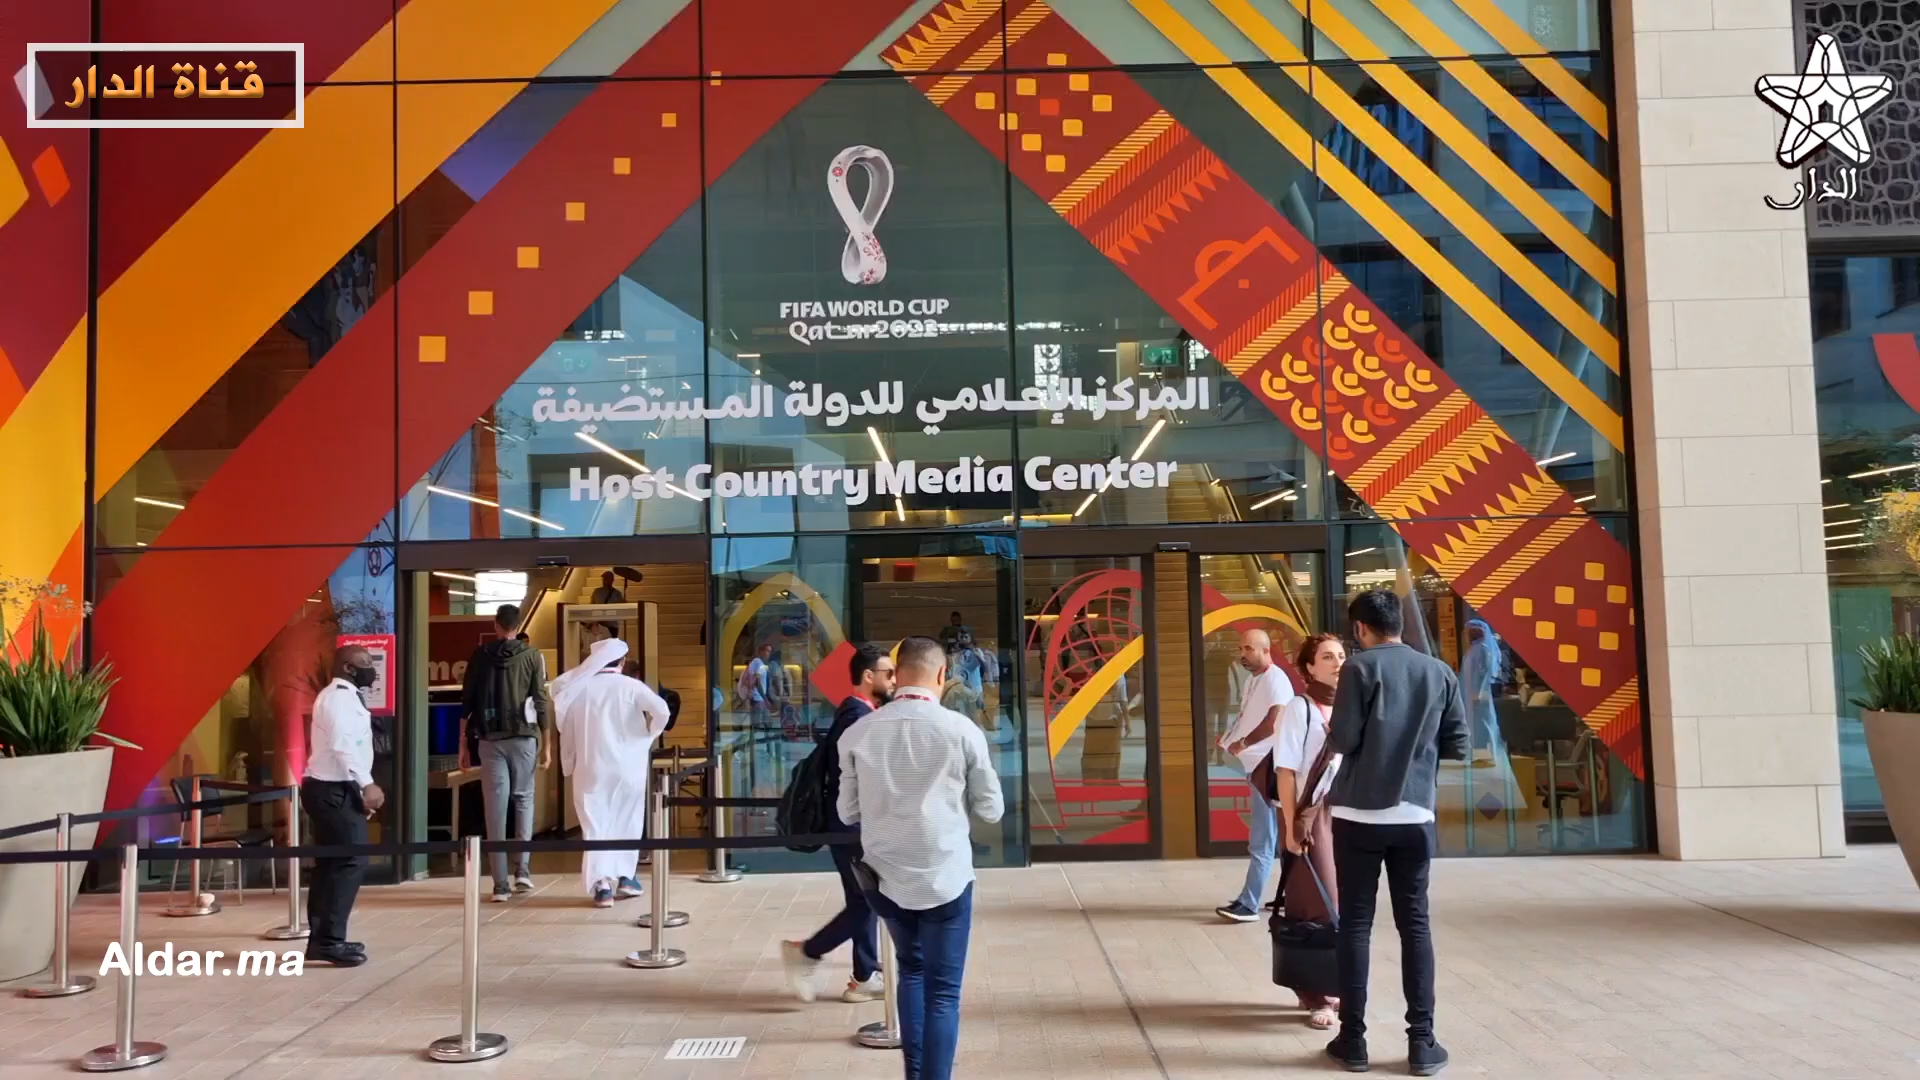 قناة الدار
الدار
FIFA WORLD CUP
Qatar2022
المركز الإعلامي للدولة المستضيفة
Host Country Media Center
Aldar.ma